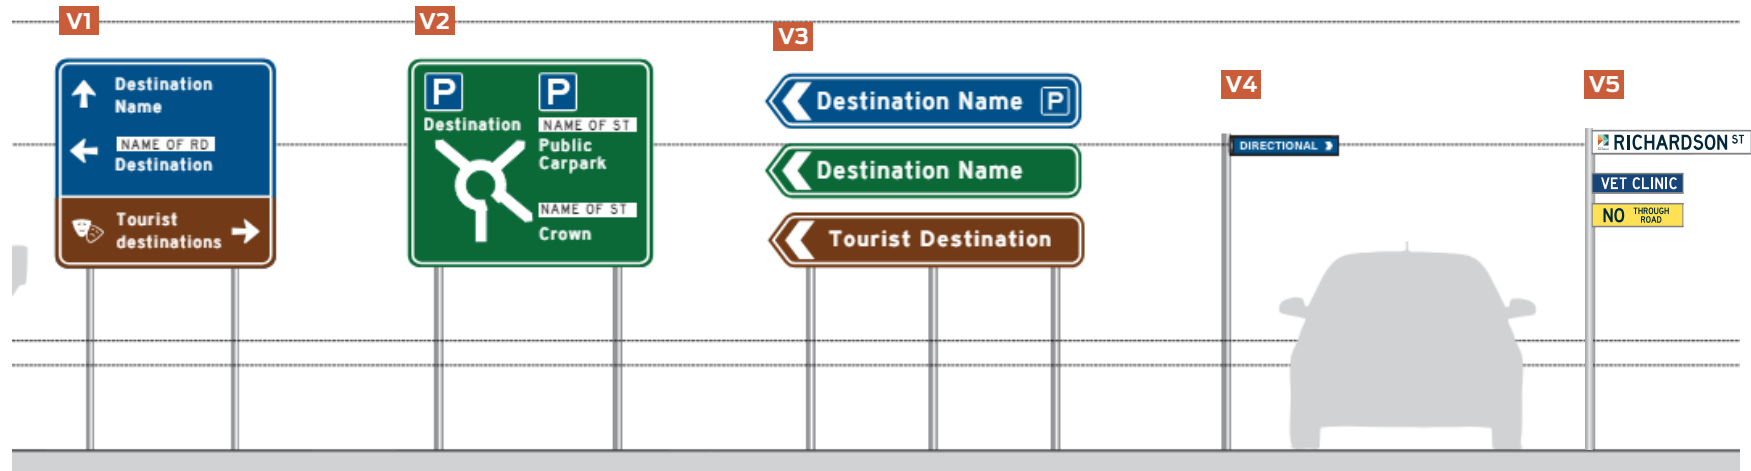 V1
Destination
Name
NAME OF RD
Destination
Tourist
destinations
V2
P
P
Destination
NAME OF ST
Public
Carpark
NAME OF ST
Crown
V3
Destination Name P
Destination Name
Tourist Destination
V4
DIRECTIONAL
V5
RICHARDSON ST
VET CLINIC
NO THROUGH
ROAD